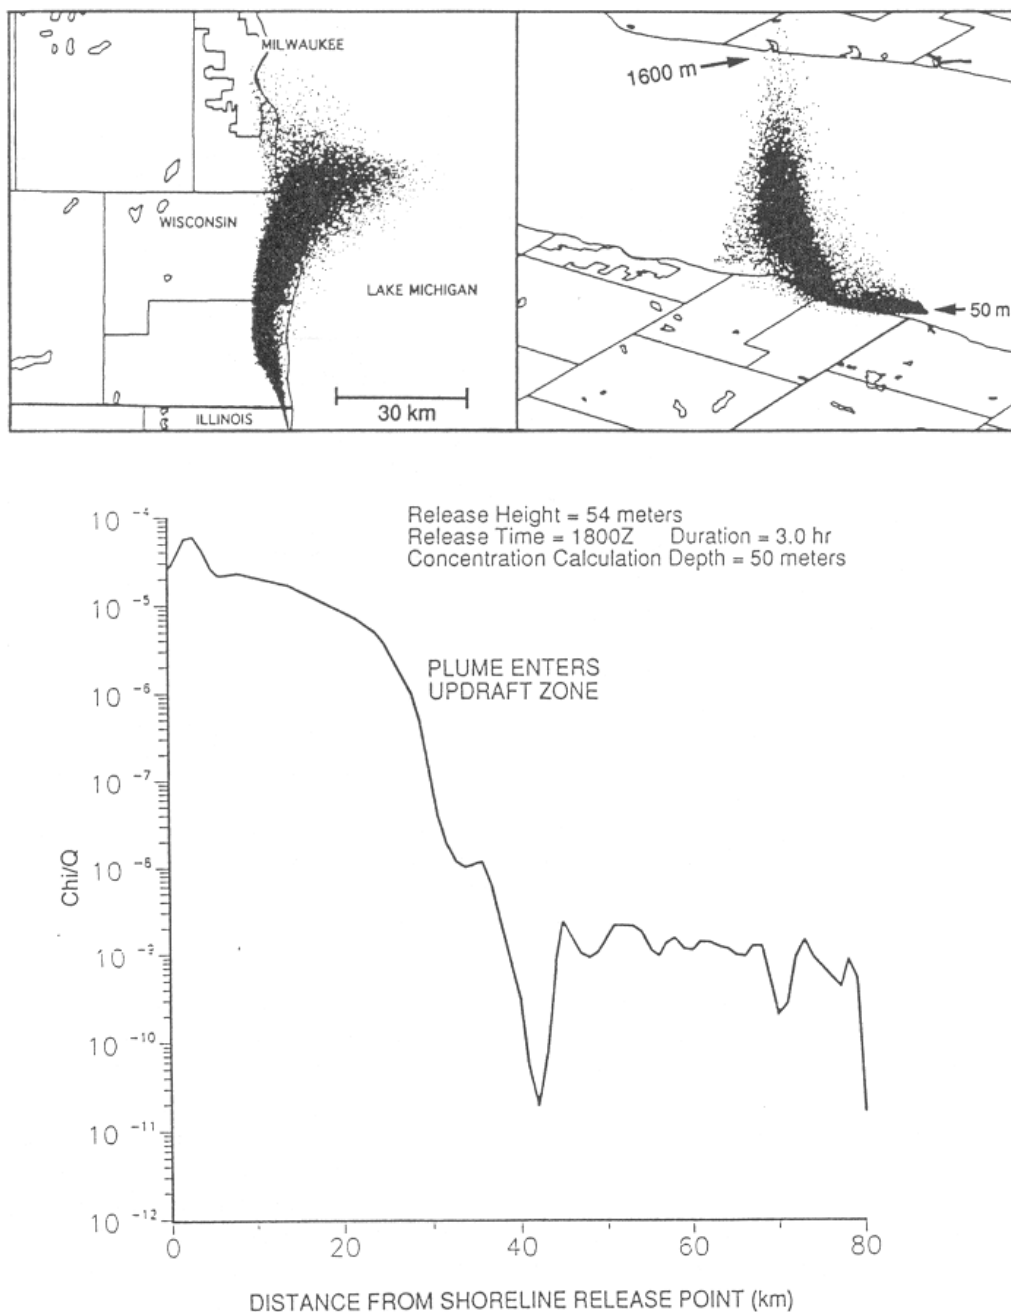 MILWAUKEE
WISCONSIN
LAKE MICHIGAN
30 km
ILLINOIS
1600 m
50 m
Release Height = 54 meters
Release Time = 1800Z Duration = 3.0 hr
Concentration Calculation Depth = 50 meters
PLUME ENTERS
UPDRAFT ZONE
Chi/Q
10 -4
10 -5
10 -6
10 -7
10 -8
10 -9
10 -10
10 -11
10 -12
0 20 40 60 80
DISTANCE FROM SHORELINE RELEASE POINT (km)